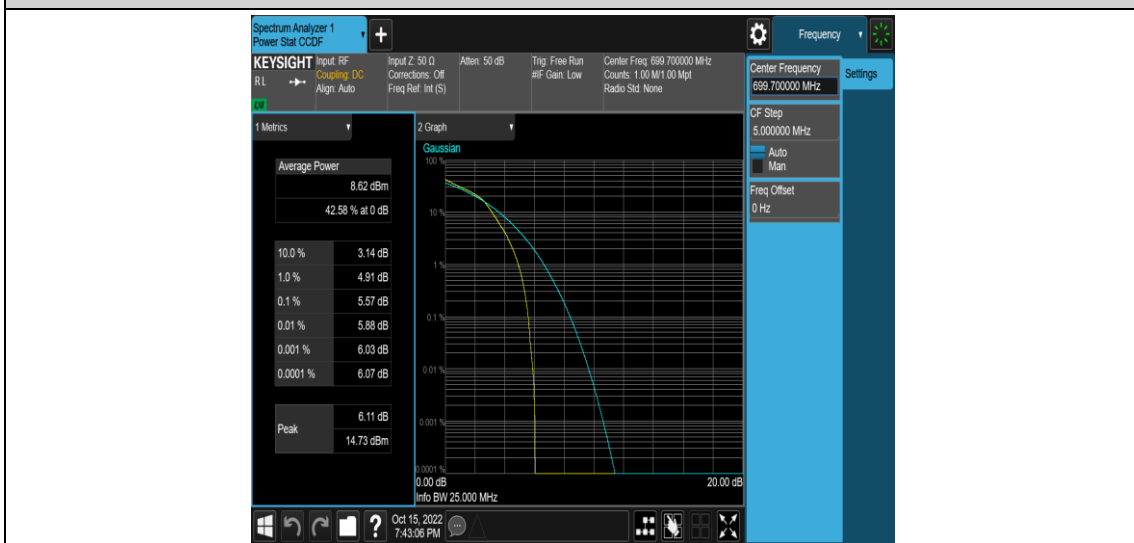 Spectrum Analyzer 1
Power Stat CCDF
+
Frequency
KEYSIGHT
RL
LXI
Input: RF
Coupling: DC
Align: Auto
Input Z: 50 Ω
Corrections: Off
Freq Ref: Int (S)
Atten: 50 dB
Trig: Free Run
#IF Gain: Low
Center Freq: 699.700000 MHz
Counts: 1.00 M/1.00 Mpt
Radio Std: None
Center Frequency
699.700000 MHz
Settings
CF Step
5.000000 MHz
Auto
Man
Freq Offset
0 Hz
1 Metrics
Average Power
8.62 dBm
42.58 % at 0 dB
10.0 % 3.14 dB
1.0 % 4.91 dB
0.1 % 5.57 dB
0.01 % 5.88 dB
0.001 % 6.03 dB
0.0001 % 6.07 dB
Peak
6.11 dB
14.73 dBm
2 Graph
Gaussian
100 %
10 %
1 %
0.1 %
0.01 %
0.001 %
0.0001 %
0.00 dB 20.00 dB
Info BW 25.000 MHz
?
Oct 15, 2022
7:43:06 PM